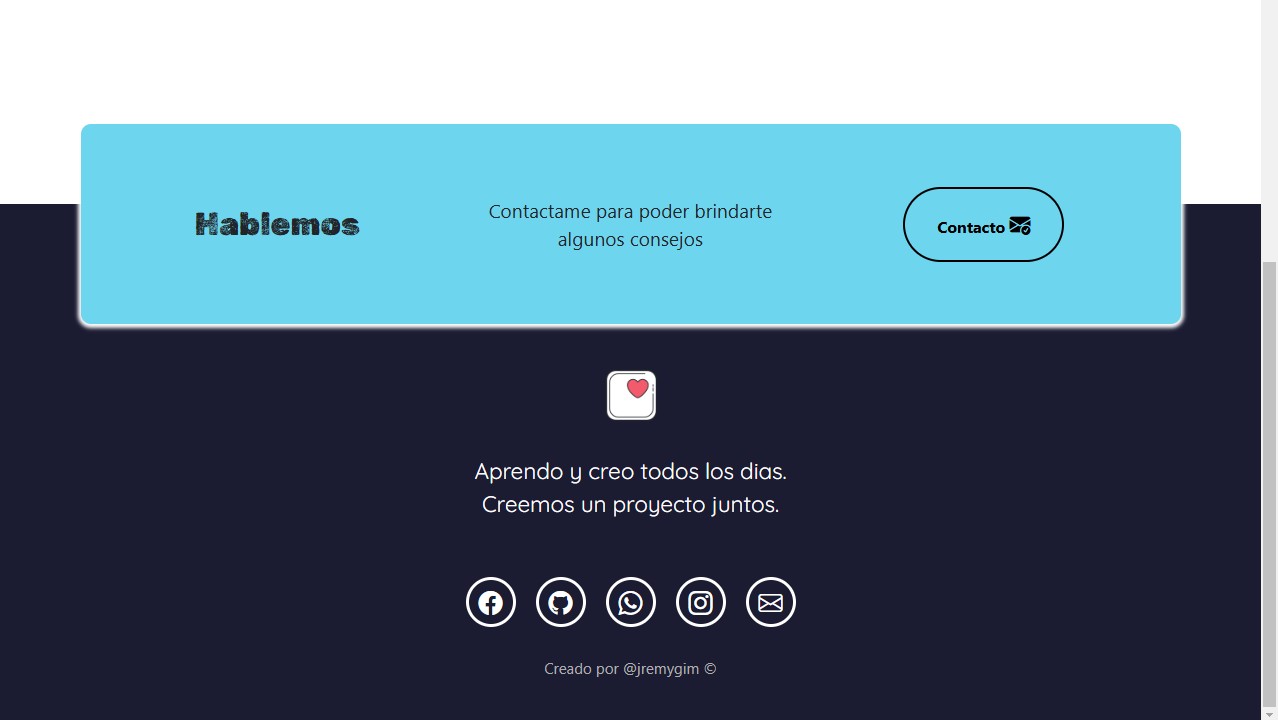 Hablemos
Contactame para poder brindarte
algunos consejos
Contacto
Aprendo y creo todos los dias.
Creemos un proyecto juntos.
Creado por @jremygim ©